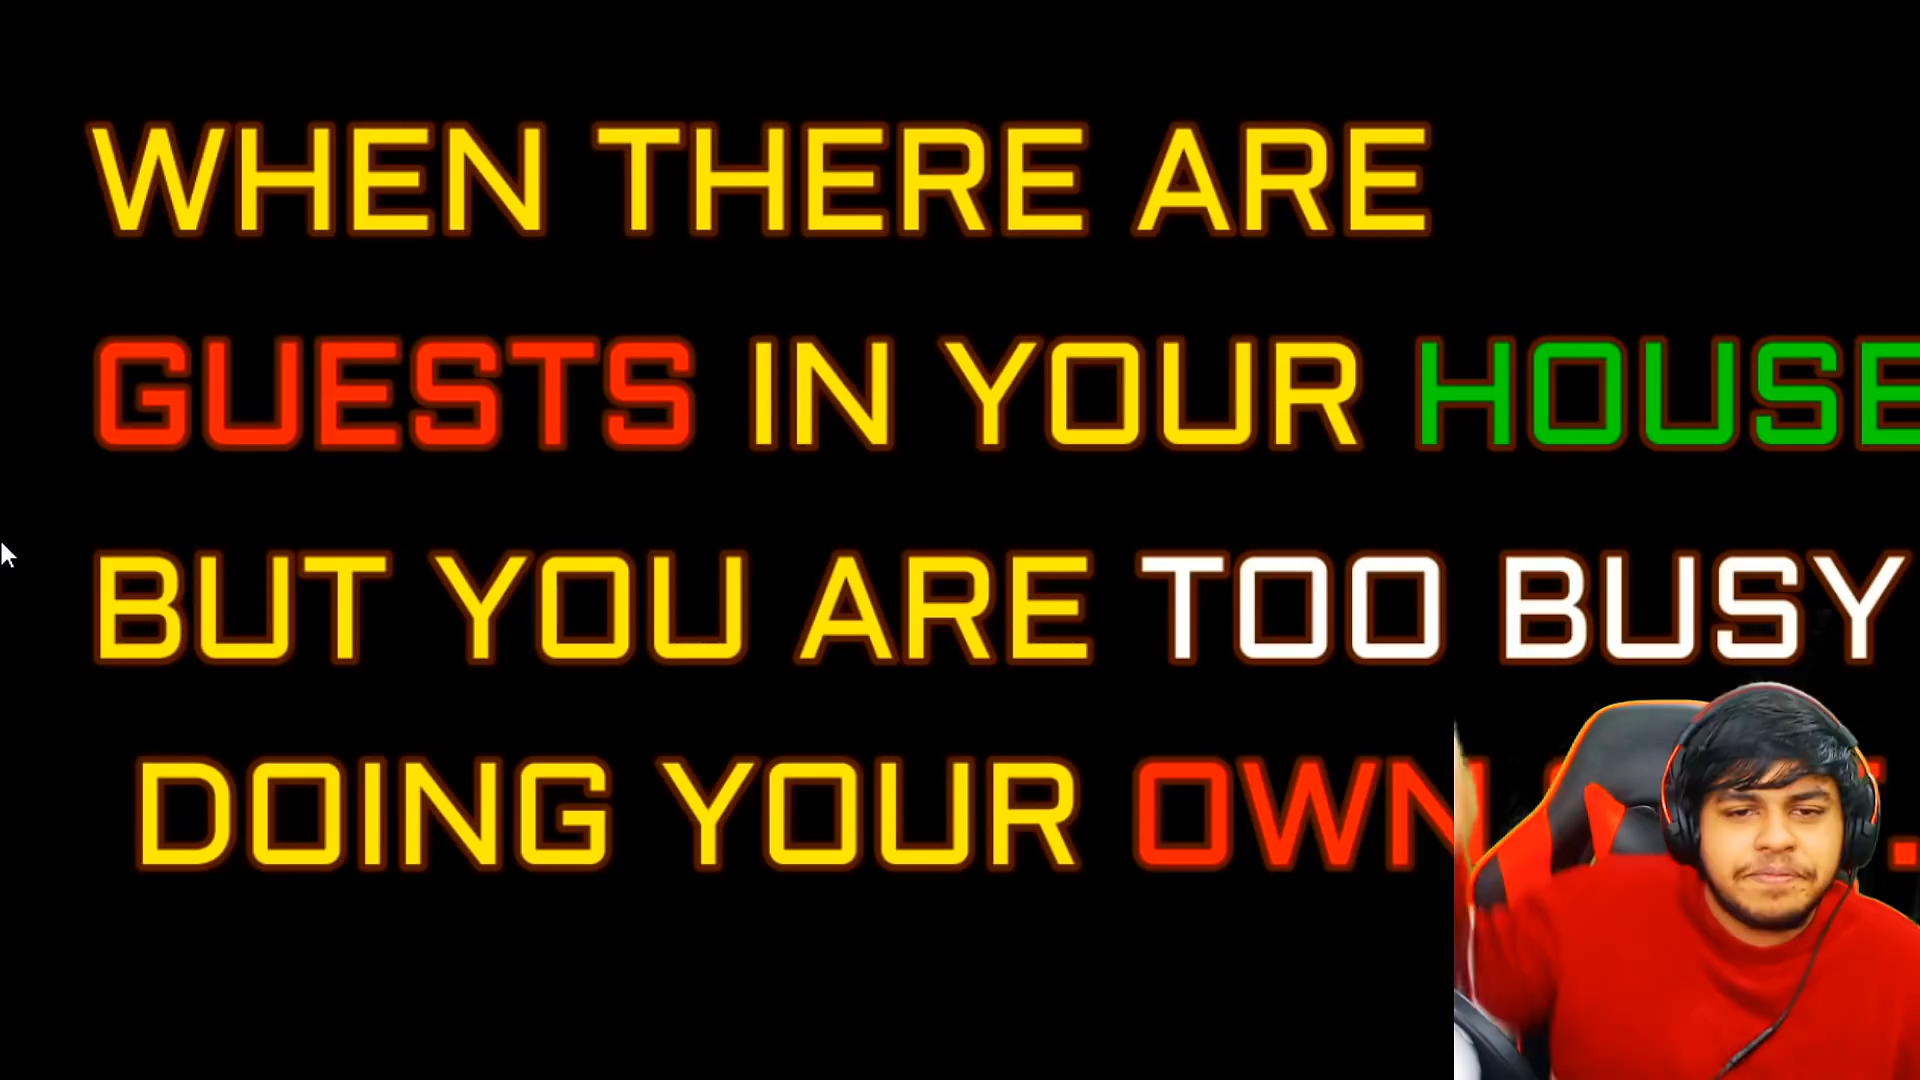 WHEN THERE ARE
GUESTS IN YOUR HOUSE
BUT YOU ARE TOO BUSY
DOING YOUR OWN